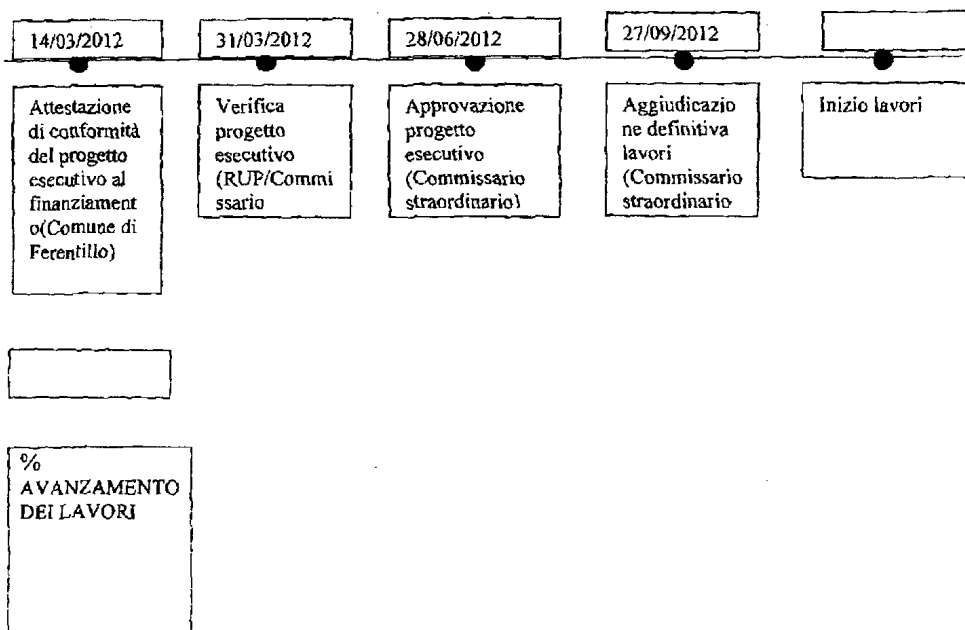 14/03/2012
31/03/2012
28/06/2012
27/09/2012
Attestazione
di conformità
del progetto
esecutivo al
finanziament
o(Comune di
Ferentillo)
Verifica
progetto
esecutivo
(RUP/Commi
ssario
Approvazione
progetto
esecutivo
(Commissario
straordinario)
Aggiudicazio
ne definitiva
lavori
(Commissario
straordinario
Inizio lavori
%
AVANZAMENTO
DEI LAVORI